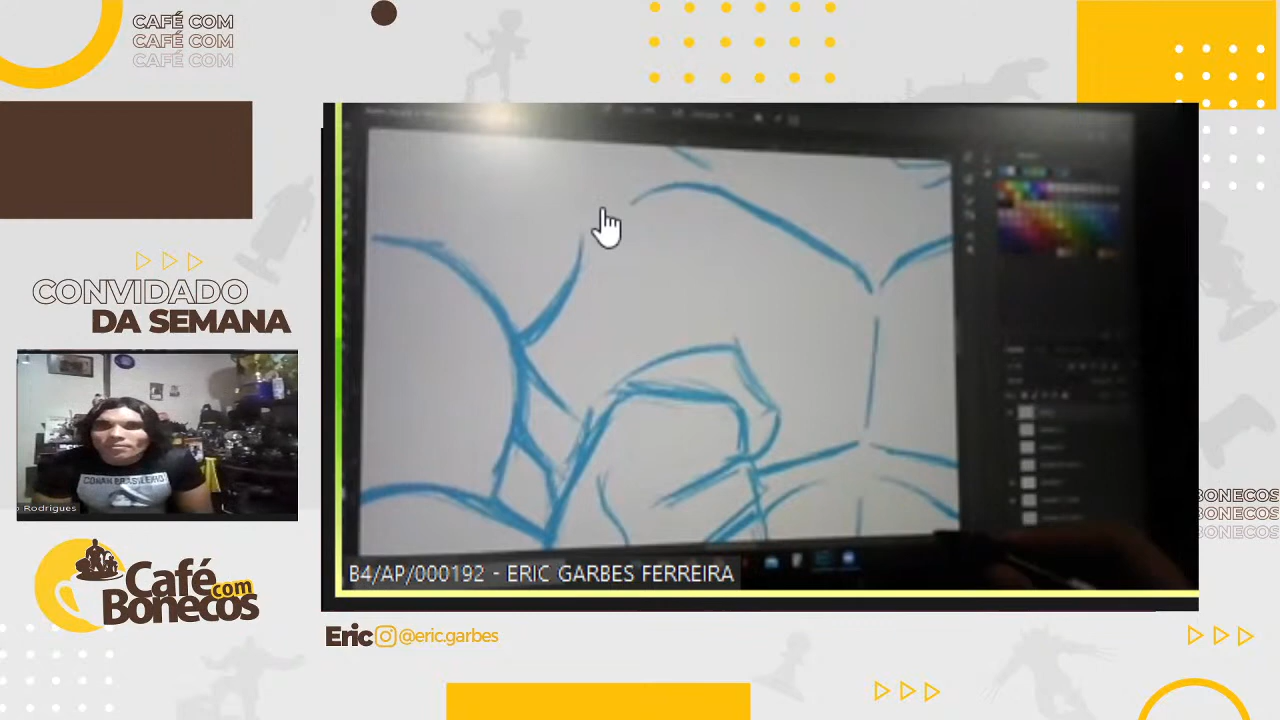 CAFÉ COM
CAFÉ COM
CAFÉ COM
CONVIDADO
DA SEMANA
CONAN BRASILEIRO
Rodrigues
Café
com
Bonecos
B4/AP/000192 - ERIC GARBES FERREIRA
Eric @eric.garbes
BONECOS
BONECOS
BONECOS